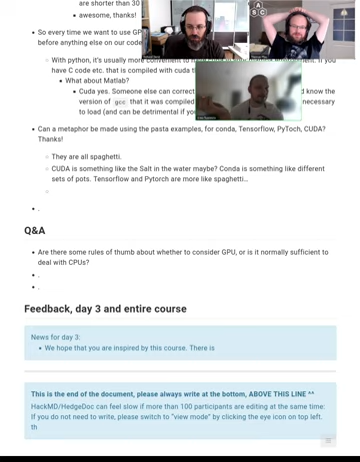 are shorter than 30
awesome, thanks!
So every time we want to use GP
before anything else on our code
With python, it's usually more convenient to
you
have C code etc. that is compiled with cuda t
What about Matlab?
Cuda yes. Someone else can correct
know the
version of gcc that it was compiled
necessary
to load (and can be detrimental if yo
Can a metaphor be made using the pasta examples, for conda, Tensorflow, PyToch, CUDA?
Thanks!
They are all spaghetti.
CUDA is something like the Salt in the water maybe? Conda is something like different
sets of pots. Tensorflow and Pytorch are more like spaghetti...
.
Q&A
Are there some rules of thumb about whether to consider GPU, or is it normally sufficient to
deal with CPUs?
.
.
Feedback, day 3 and entire course
News for day 3:
We hope that you are inspired by this course. There is
This is the end of the document, please always write at the bottom, ABOVE THIS LINE ^^
HackMD/HedgeDoc can feel slow if more than 100 participants are editing at the same time:
If you do not need to write, please switch to "view mode" by clicking the eye icon on top left.
th